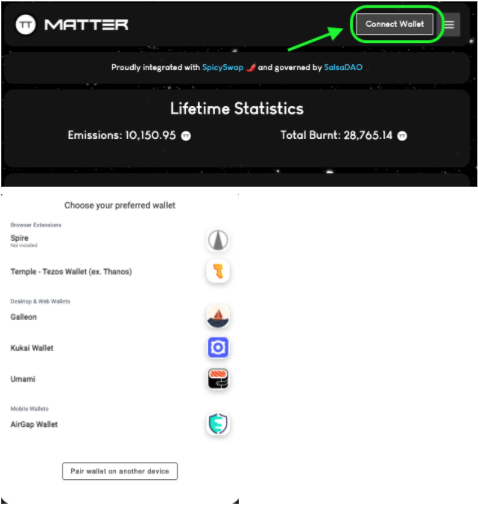 MATTER
Connect Wallet
Proudly integrated with SpicySwap 🌶️ and governed by SalsaDAO
Lifetime Statistics
Emissions: 10,150.95
Total Burnt: 28,765.14
Choose your preferred wallet
Browser Extensions
Spire
Not installed
Temple - Tezos Wallet (ex. Thanos)
Desktop & Web Wallets
Galleon
Kukai Wallet
Umami
Mobile Wallets
AirGap Wallet
Pair wallet on another device